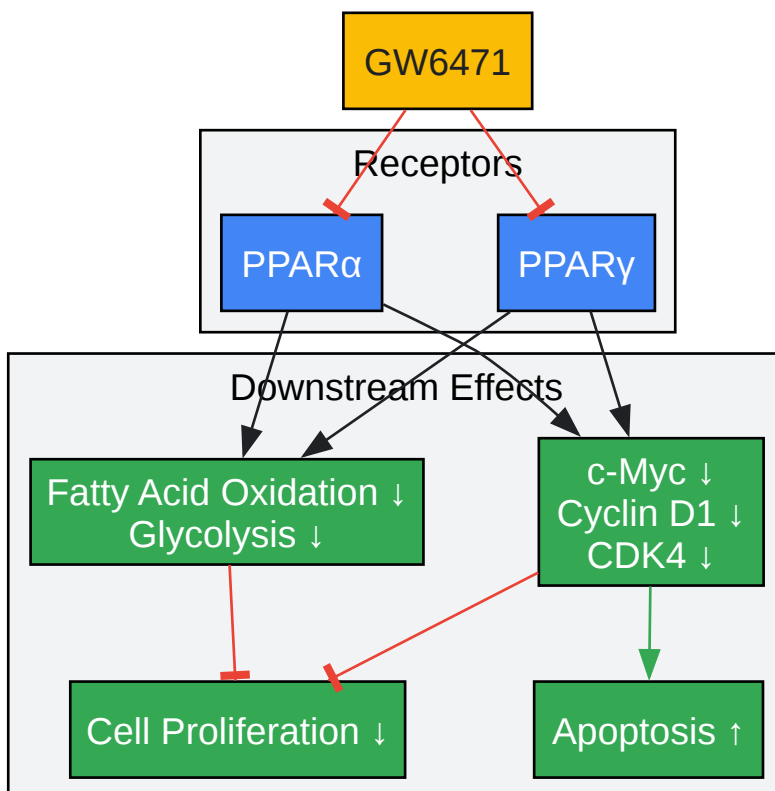 GW6471
Receptors
PPARα
PPARγ
Downstream Effects
Fatty Acid Oxidation ↓
Glycolysis ↓
c-Myc ↓
Cyclin D1 ↓
CDK4 ↓
Cell Proliferation ↓
Apoptosis ↑